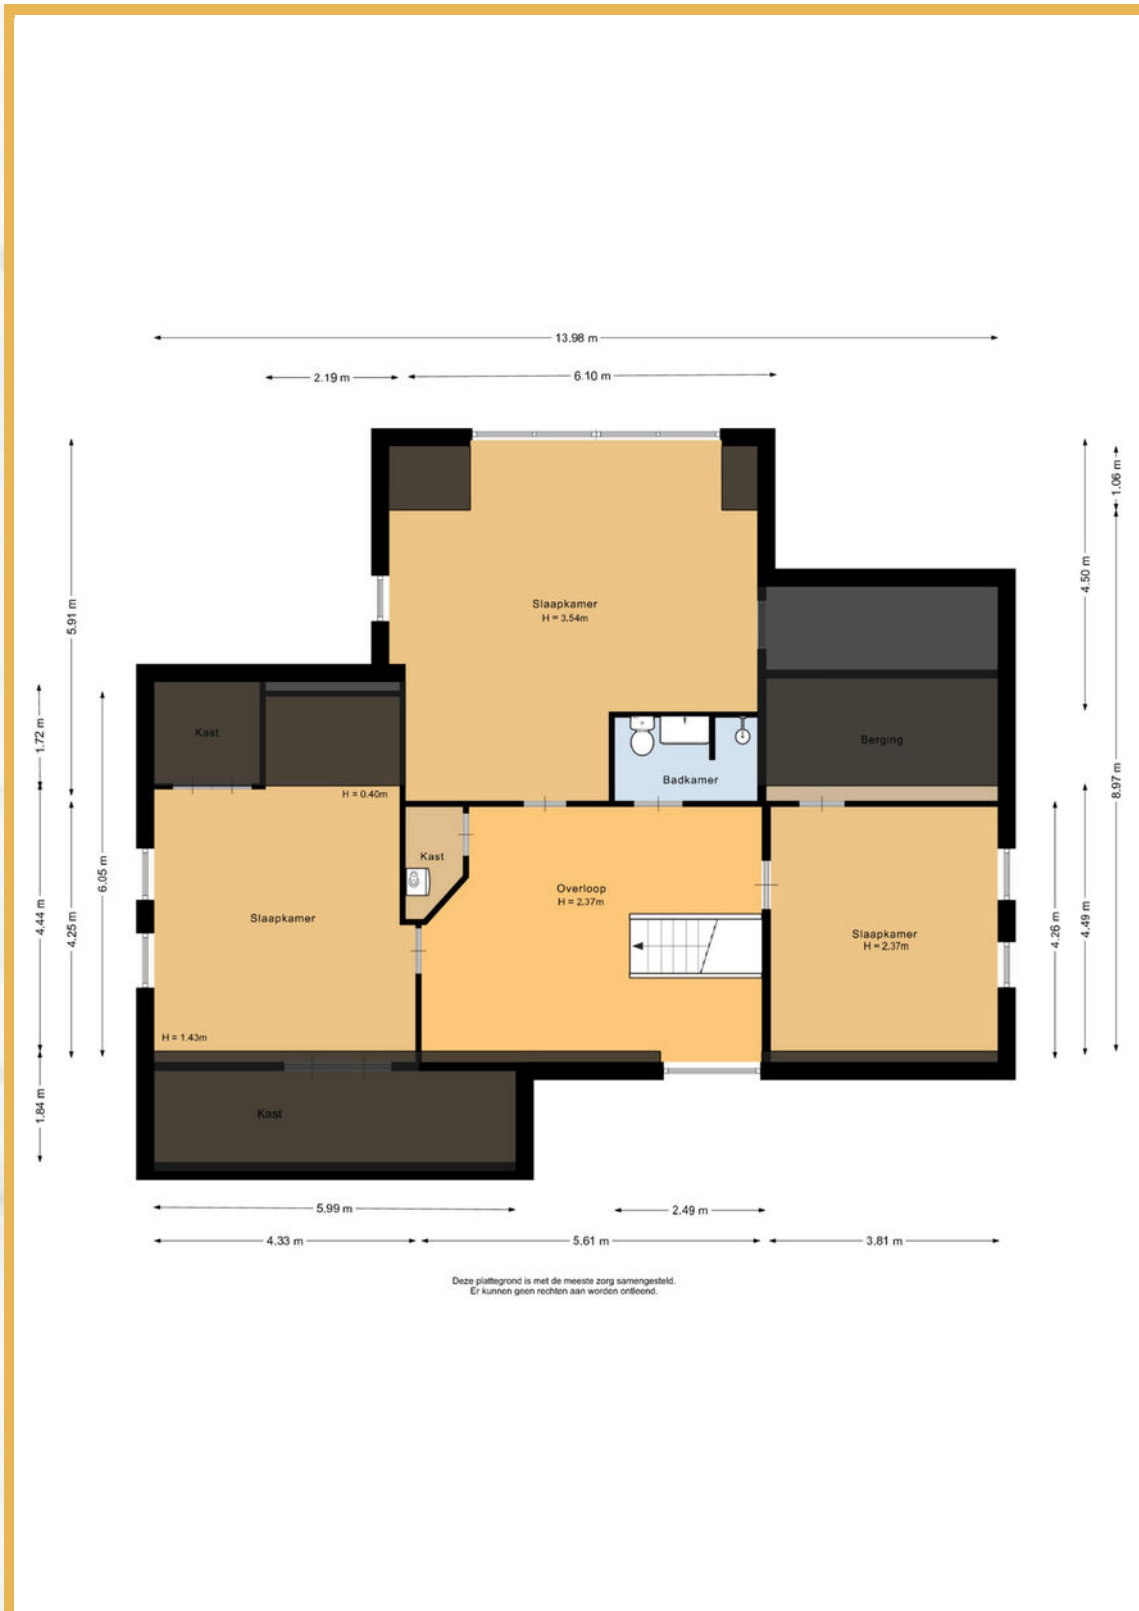 13.98 m
2.19 m
6.10 m
5.91 m
4.50 m
1.06 m
8.97 m
Slaapkamer
H = 3.54m
1.72 m
6.05 m
Kast
H = 0.40m
Berging
Badkamer
Kast
Overloop
H = 2.37m
Slaapkamer
Slaapkamer
H = 2.37m
4.44 m
4.25 m
4.26 m
4.49 m
H = 1.43m
1.84 m
Kast
5.99 m
2.49 m
4.33 m
5.61 m
3.81 m
Deze plattegrond is met de meeste zorg samengesteld.
Er kunnen geen rechten aan worden ontleend.